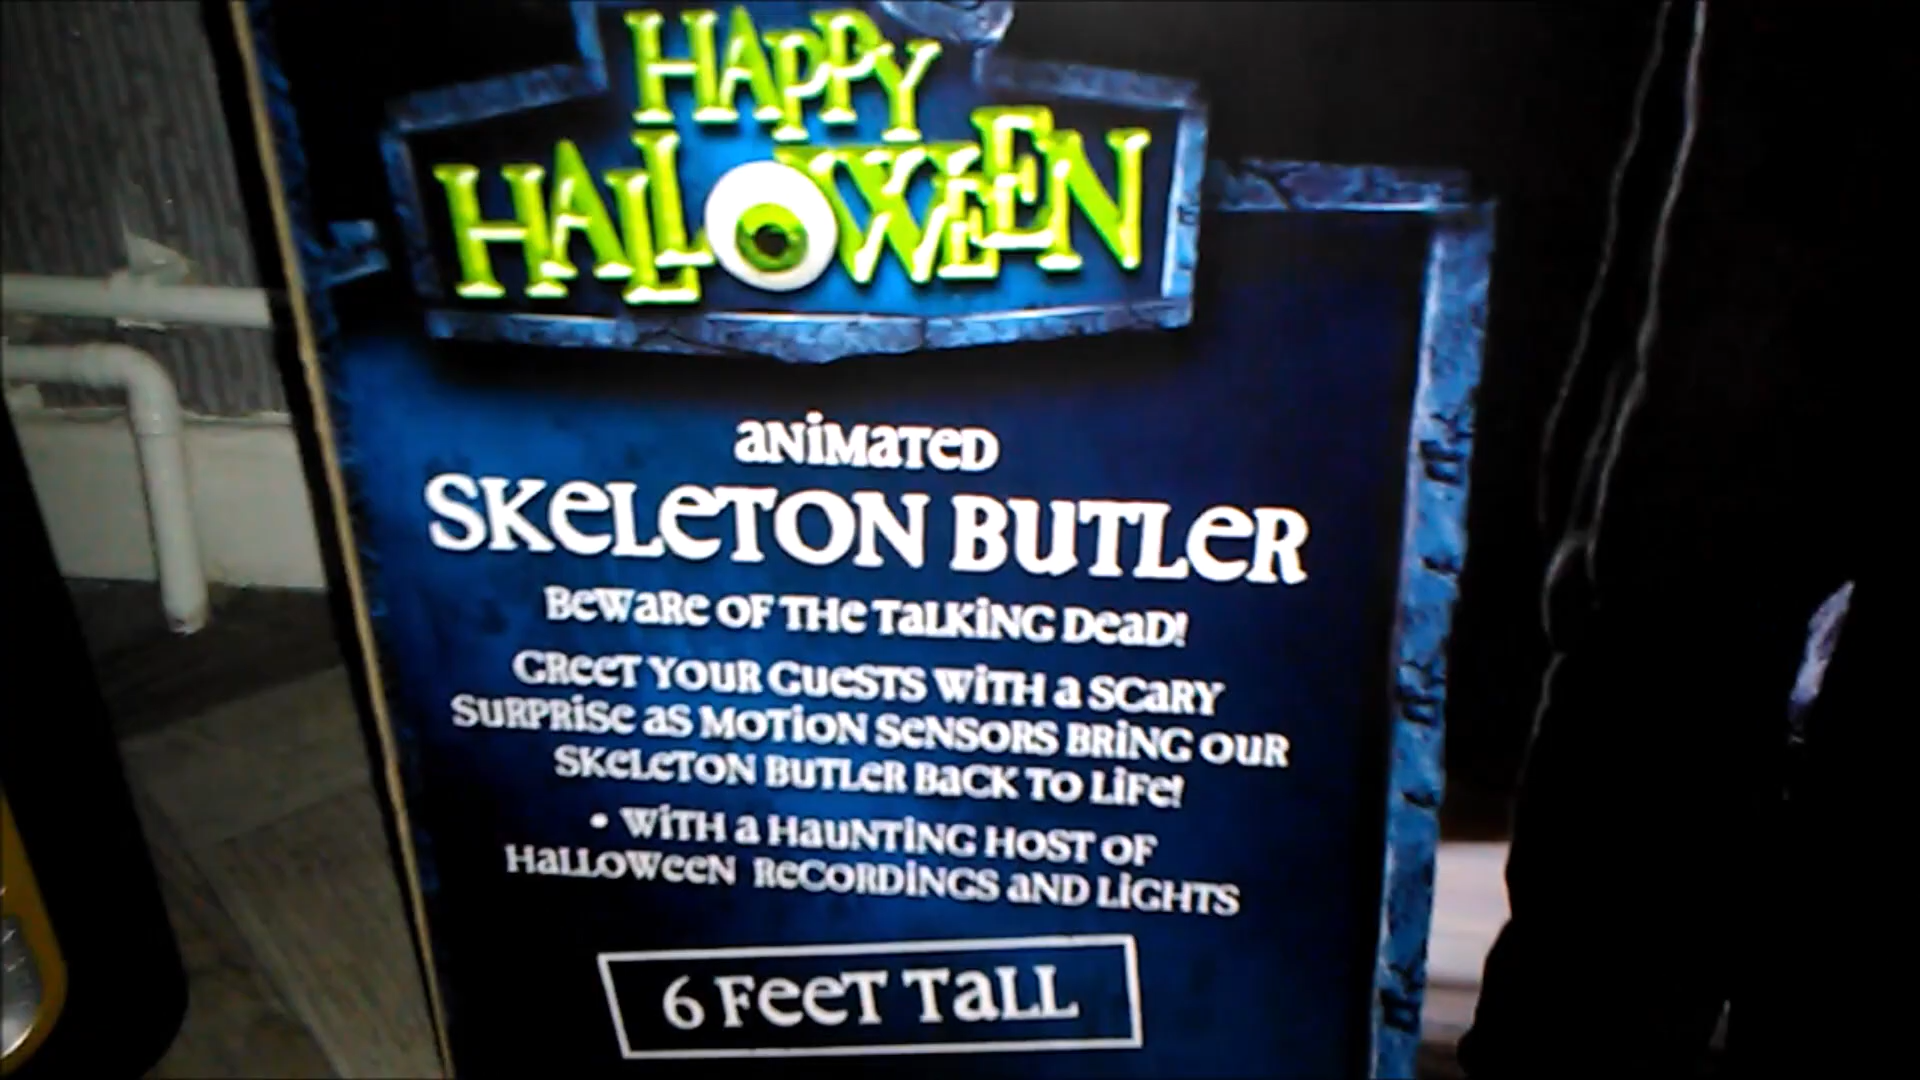 HAPPY
HALLOWEEN
aNiMaTeD
SKeLeTON BUTLeR
BeWaRe OF THe TaLKiNG DeaD!
GReeT YOUR GUeSTS WiTH a SCaRY
SURPRiSe aS MOTiON SeNSORS BRiNG OUR
SKeLeTON BUTLeR BaCK TO LiFe!
• WiTH a HaUNTiNG HOST OF
HaLLOWeeN ReCORDiNGS aND LiGHTS
6 FeeT TaLL